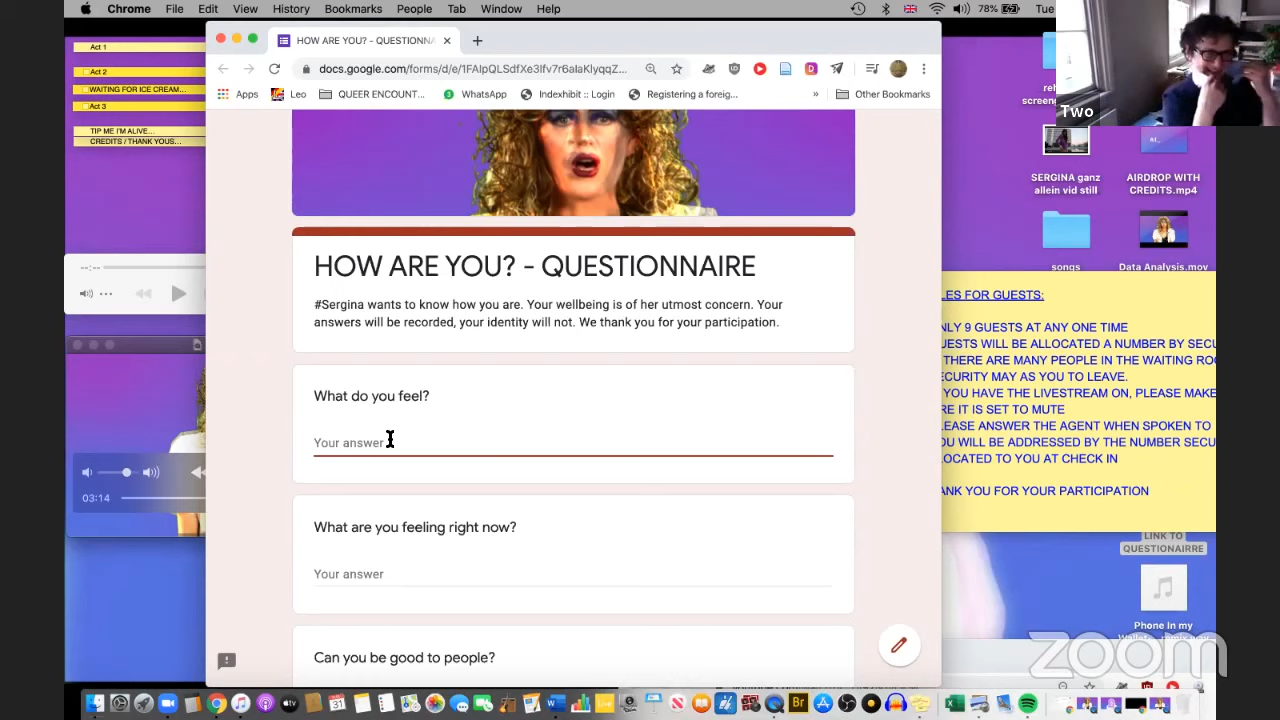 Chrome File Edit View History Bookmarks People Tab Window Help 78% Tue
HOW ARE YOU? - QUESTIONNA
docs.google.com/forms/d/e/1FAIpQLSdfXe3Ifv7r6aIaKlyqqZ...
Apps Leo QUEER ENCOUNT... WhatsApp Indexhibit :: Login Registering a foreig... » Other Bookmarks
Act 1
Act 2
WAITING FOR ICE CREAM...
Act 3
TIP ME I'M ALIVE...
CREDITS / THANK YOUS...
--:--
03:14
HOW ARE YOU? - QUESTIONNAIRE
#Sergina wants to know how you are. Your wellbeing is of her utmost concern. Your
answers will be recorded, your identity will not. We thank you for your participation.
What do you feel?
Your answer
What are you feeling right now?
Your answer
Can you be good to people?
Two
SERGINA ganz
allein vid still
AIRDROP WITH
CREDITS.mp4
songs
Data Analysis.mov
LES FOR GUESTS:
NLY 9 GUESTS AT ANY ONE TIME
UESTS WILL BE ALLOCATED A NUMBER BY SECU
THERE ARE MANY PEOPLE IN THE WAITING RO
ECURITY MAY AS YOU TO LEAVE.
YOU HAVE THE LIVESTREAM ON, PLEASE MAKE
RE IT IS SET TO MUTE
LEASE ANSWER THE AGENT WHEN SPOKEN TO
OU WILL BE ADDRESSED BY THE NUMBER SECU
OCATED TO YOU AT CHECK IN
ANK YOU FOR YOUR PARTICIPATION
LINK TO
QUESTIONAIRRE
Phone In my
zoom